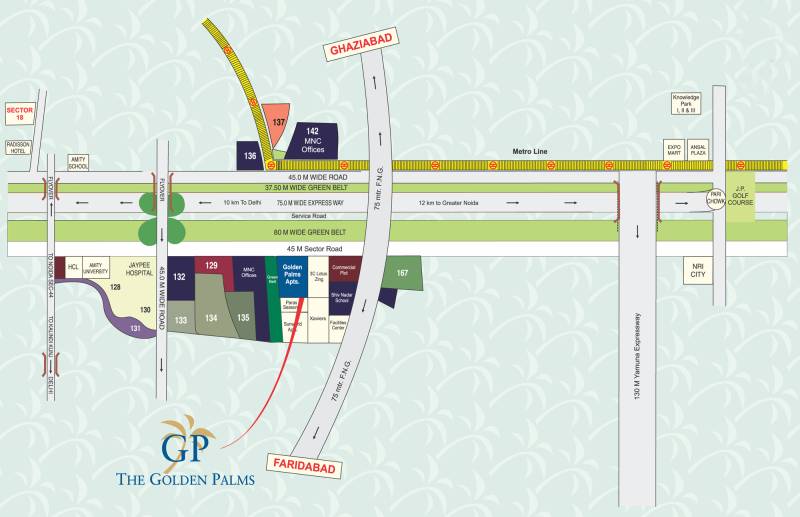 GHAZIABAD
SECTOR
18
RADISSON
HOTEL
AMITY
SCHOOL
137
142
MNC
Offices
136
Metro Line
Knowledge
Park
I, II & III
EXPO
MART
ANSAL
PLAZA
FLYOVER
FLYOVER
45.0 M WIDE ROAD
37.50 M WIDE GREEN BELT
10 km To Delhi
75.0 M WIDE EXPRESS WAY
12 km to Greater Noida
Service Road
80 M WIDE GREEN BELT
45 M Sector Road
75 mtr. F.N.G.
PARI
CHOWK
J.P.
GOLF
COURSE
NRI
CITY
TO NOIDA SEC-44
TO KALINDI KUNJ
DELHI
HCL
AMITY
UNIVERSITY
JAYPEE
HOSPITAL
128
130
131
45.0 M WIDE ROAD
132
129
MNC
Offices
133
134
135
Green
Belt
Golden
Palms
Apts.
3C Lotus
Zing
Commercial
Plot
167
Paras
Shiv Nadar
School
Xaviers
Facilities
Center
75 mtr. F.N.G.
130 M Yamuna Expressway
GP
THE GOLDEN PALMS
FARIDABAD